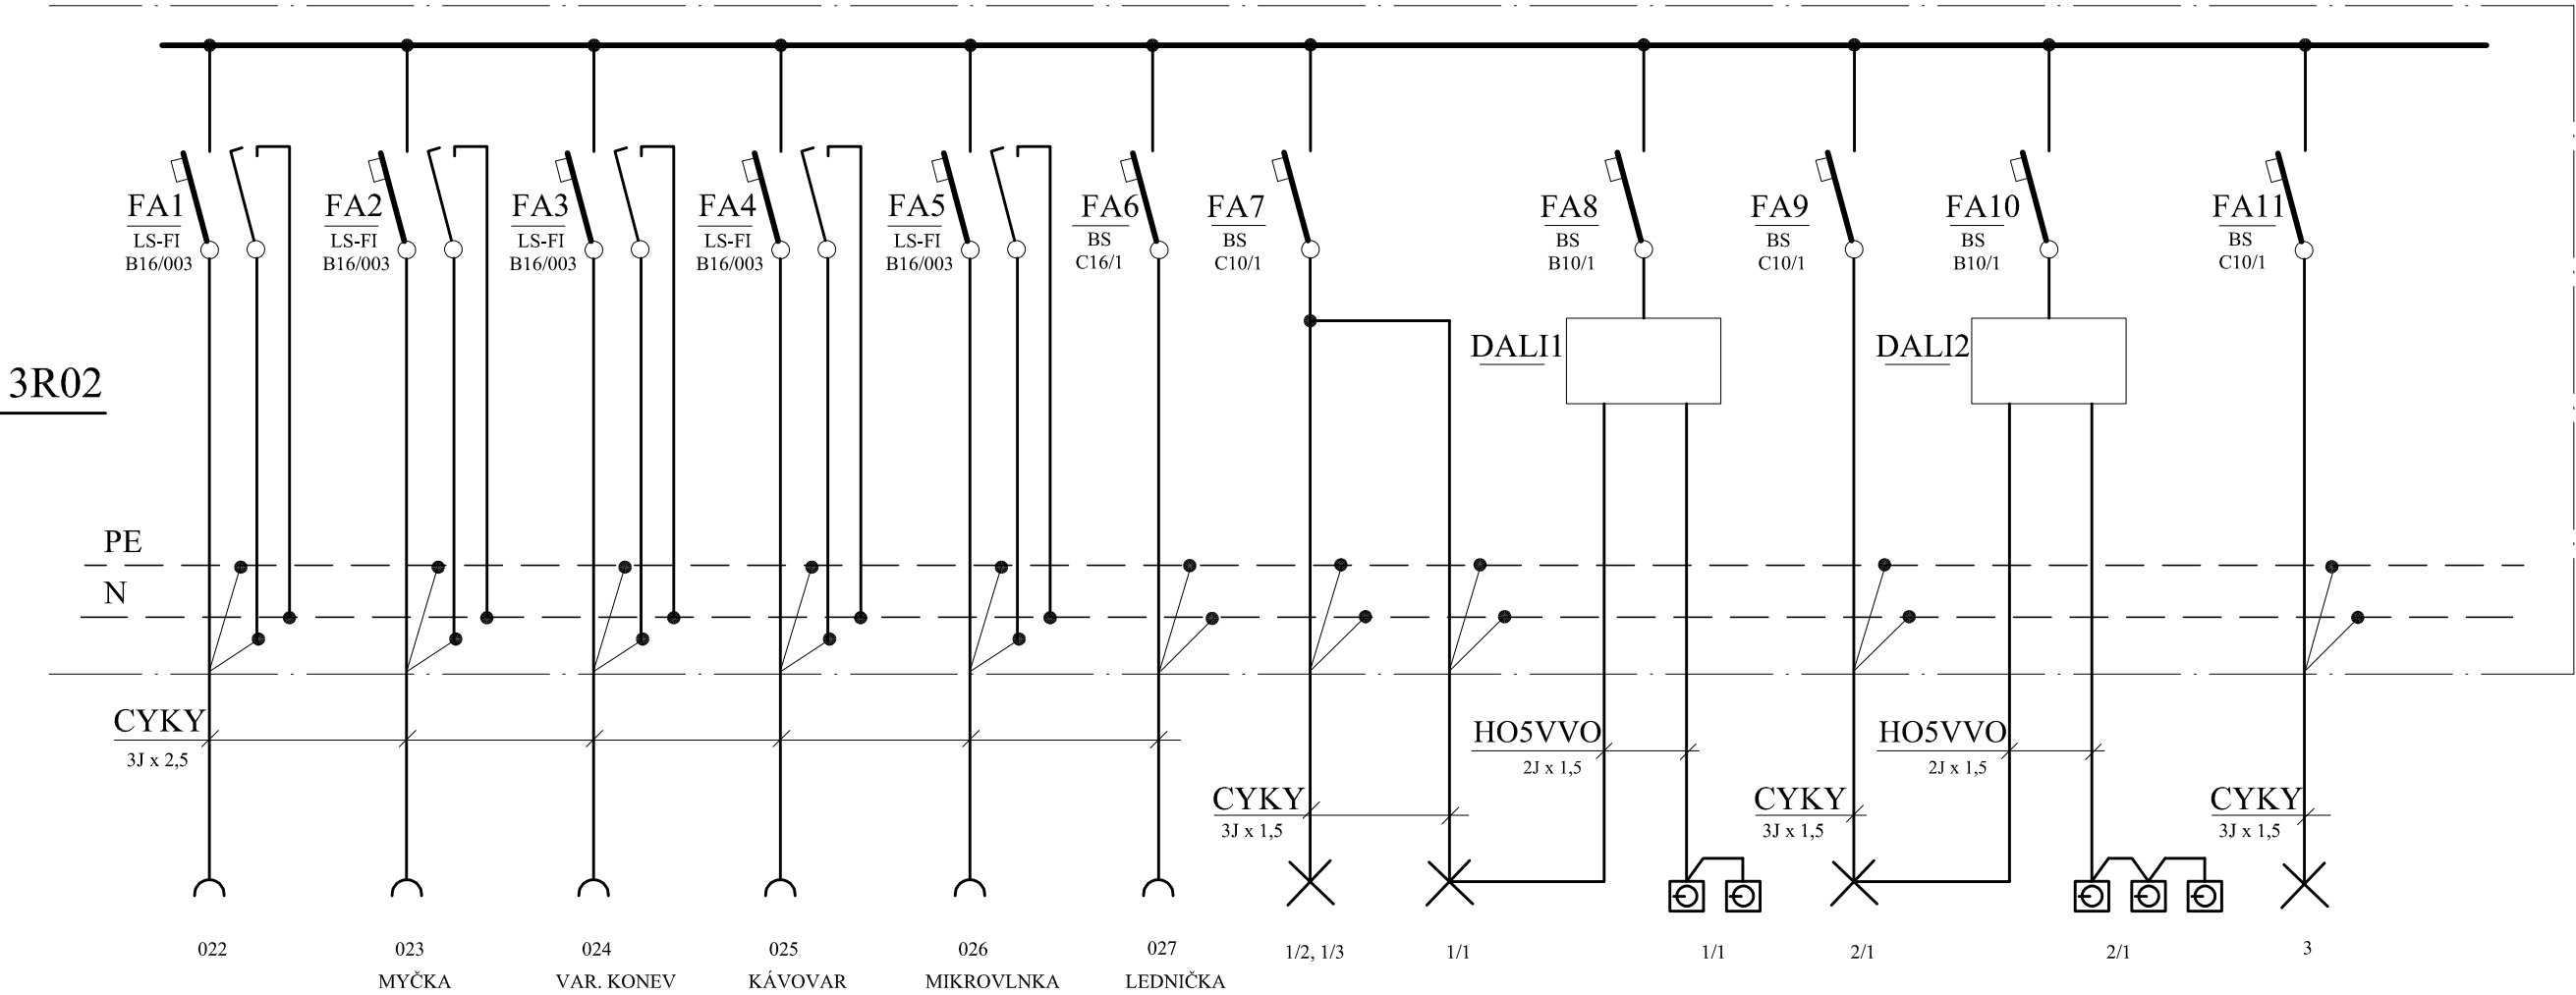 FA1
LS-FI
B16/003
FA2
LS-FI
B16/003
FA3
LS-FI
B16/003
FA4
LS-FI
B16/003
FA5
LS-FI
B16/003
FA6
BS
C16/1
FA7
BS
C10/1
FA8
BS
B10/1
FA9
BS
C10/1
FA10
BS
B10/1
FA11
BS
C10/1
DALI1
DALI2
3R02
PE
N
CYKY
3J x 2,5
HO5VVO
2J x 1,5
HO5VVO
2J x 1,5
CYKY
3J x 1,5
CYKY
3J x 1,5
CYKY
3J x 1,5
022
023
MYČKA
024
VAR. KONEV
025
KÁVOVAR
026
MIKROVLNKA
027
LEDNIČKA
1/2, 1/3
1/1
1/1
2/1
2/1
3